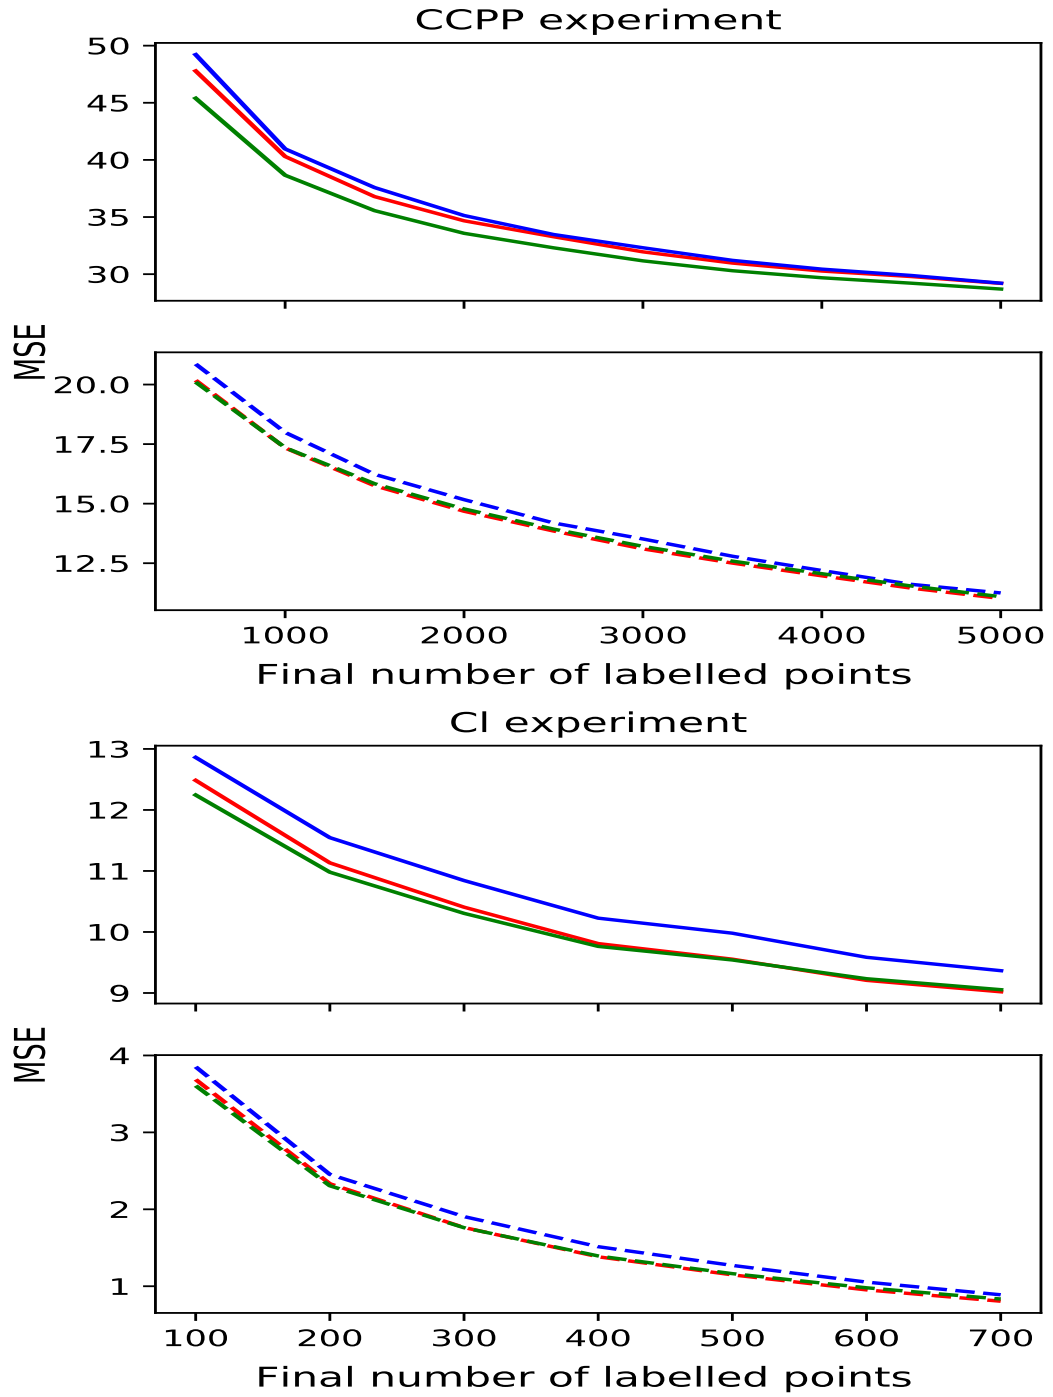 CCPP experiment
50
45
40
35
30
MSE
20.0
17.5
15.0
12.5
1000 2000 3000 4000 5000
Final number of labelled points
Cl experiment
13
12
11
10
9
MSE
4
3
2
1
100 200 300 400 500 600 700
Final number of labelled points